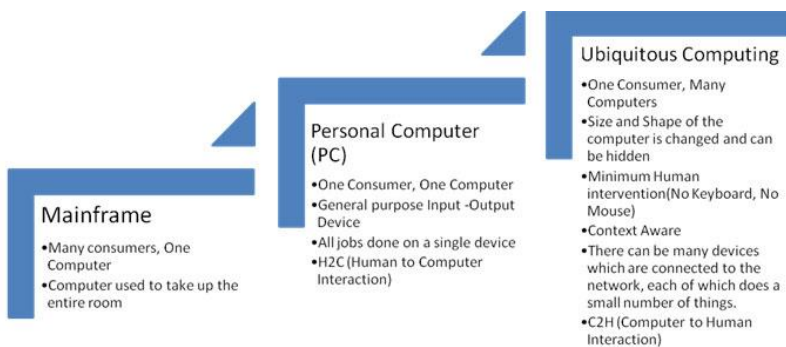 Mainframe
•Many consumers, One
Computer
•Computer used to take up the
entire room
Personal Computer
(PC)
•One Consumer, One Computer
•General purpose Input -Output
Device
•All jobs done on a single device
•H2C (Human to Computer
Interaction)
Ubiquitous Computing
•One Consumer, Many
Computers
•Size and Shape of the
computer is changed and can
be hidden
•Minimum Human
intervention(No Keyboard, No
Mouse)
•Context Aware
•There can be many devices
which are connected to the
network, each of which does a
small number of things.
•C2H (Computer to Human
Interaction)